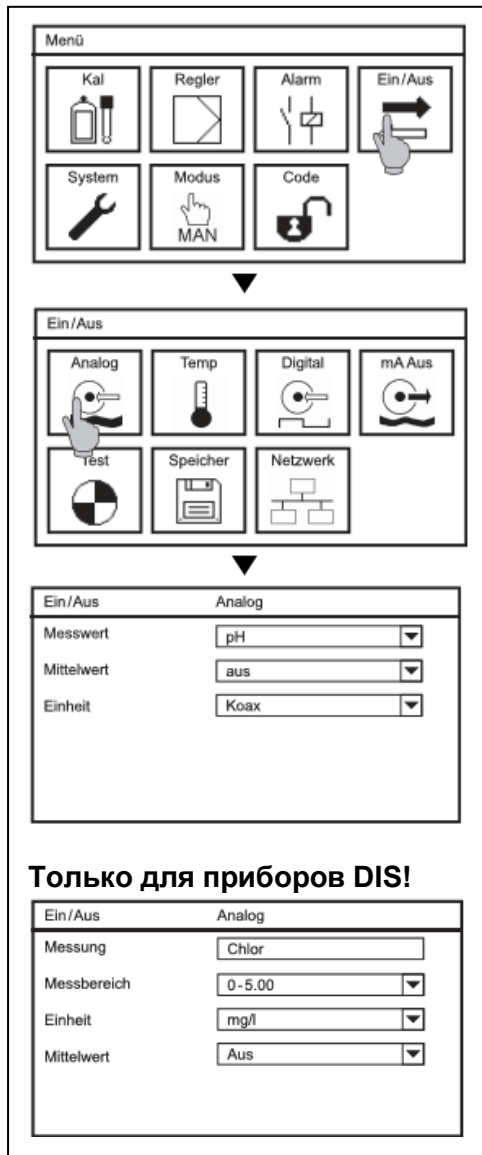 Menü
Kal Regler Alarm Ein/Aus
System Modus Code
MAN
Ein/Aus
Analog Temp Digital mA Aus
Test Speicher Netzwerk
Ein/Aus Analog
Messwert pH
Mittelwert aus
Einheit Koax
Только для приборов DIS!
Ein/Aus Analog
Messung Chlor
Messbereich 0-5.00
Einheit mg/l
Mittelwert Aus